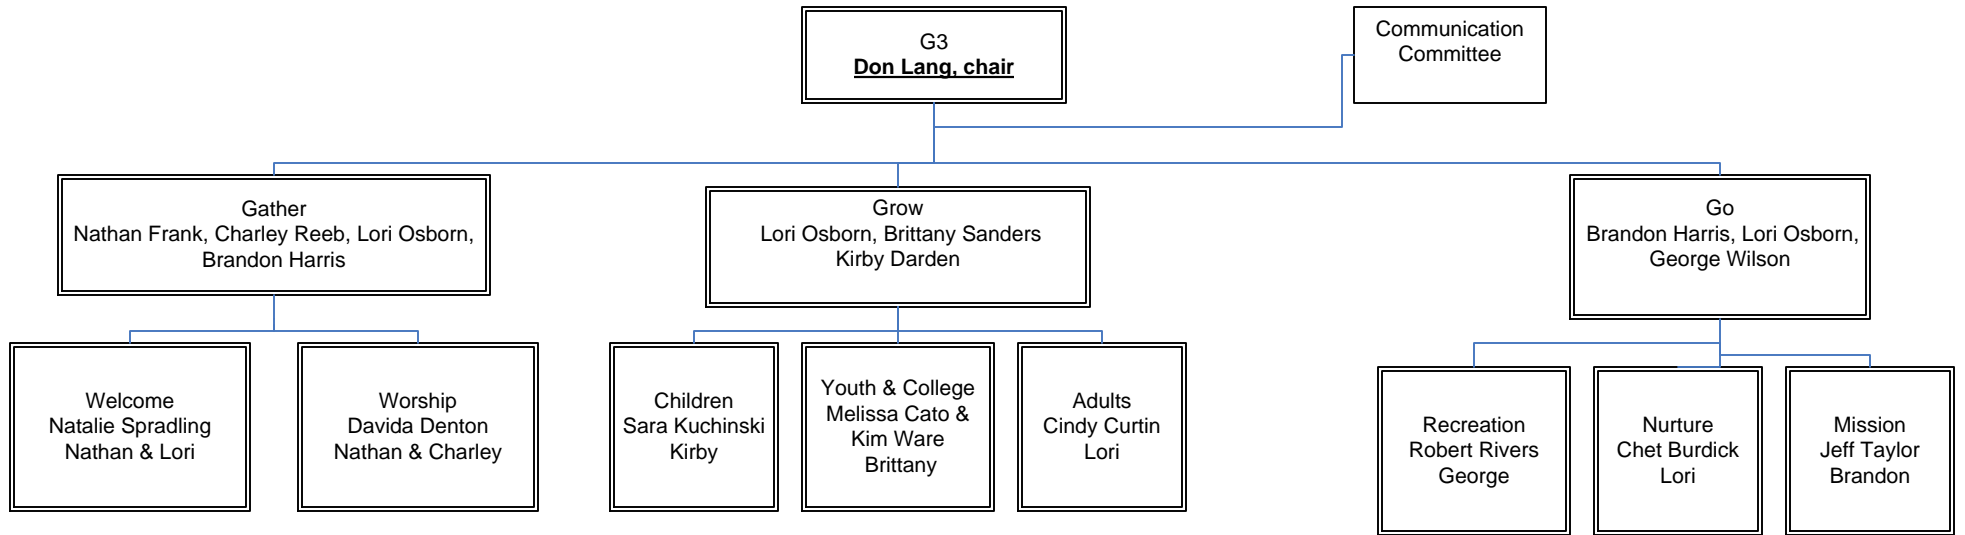 G3
Don Lang, chair
Communication
Committee
Gather
Nathan Frank, Charley Reeb, Lori Osborn,
Brandon Harris
Grow
Lori Osborn, Brittany Sanders
Kirby Darden
Go
Brandon Harris, Lori Osborn,
George Wilson
Welcome
Natalie Spradling
Nathan & Lori
Worship
Davida Denton
Nathan & Charley
Children
Sara Kuchinski
Kirby
Youth & College
Melissa Cato &
Kim Ware
Brittany
Adults
Cindy Curtin
Lori
Recreation
Robert Rivers
George
Nurture
Chet Burdick
Lori
Mission
Jeff Taylor
Brandon